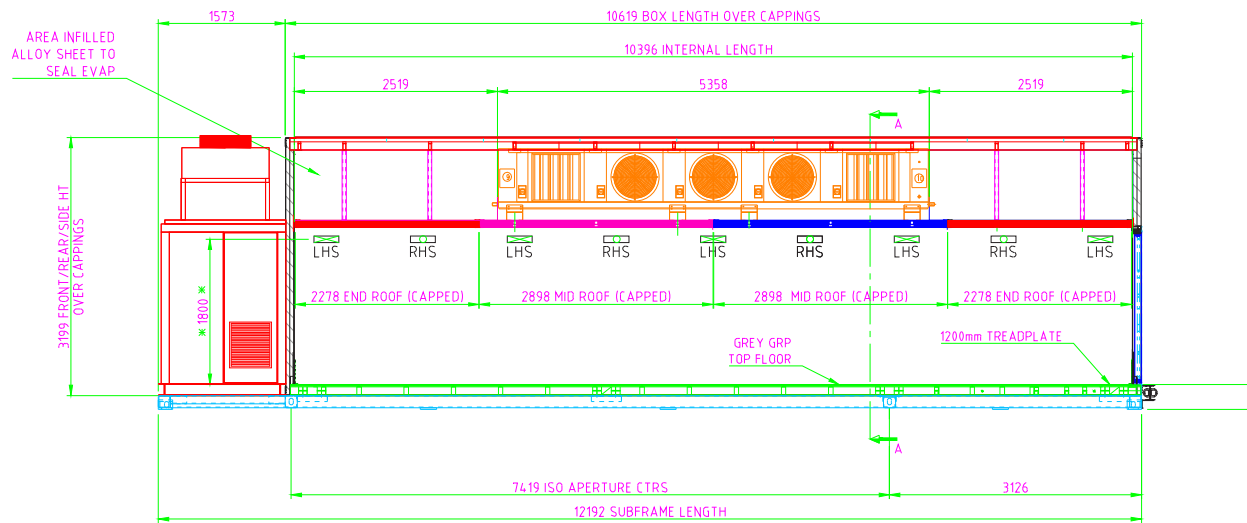 1573
10619 BOX LENGTH OVER CAPPINGS
AREA INFILLED
ALLOY SHEET TO
SEAL EVAP
10396 INTERNAL LENGTH
2519
5358
2519
A
3199 FRONT/REAR/SIDE HT
OVER CAPPINGS
* 1800 *
LHS
RHS
LHS
RHS
LHS
RHS
LHS
RHS
LHS
2278 END ROOF (CAPPED)
2898 MID ROOF (CAPPED)
2898 MID ROOF (CAPPED)
2278 END ROOF (CAPPED)
GREY GRP
TOP FLOOR
1200mm TREADPLATE
A
7419 ISO APERTURE CTRS
3126
12192 SUBFRAME LENGTH